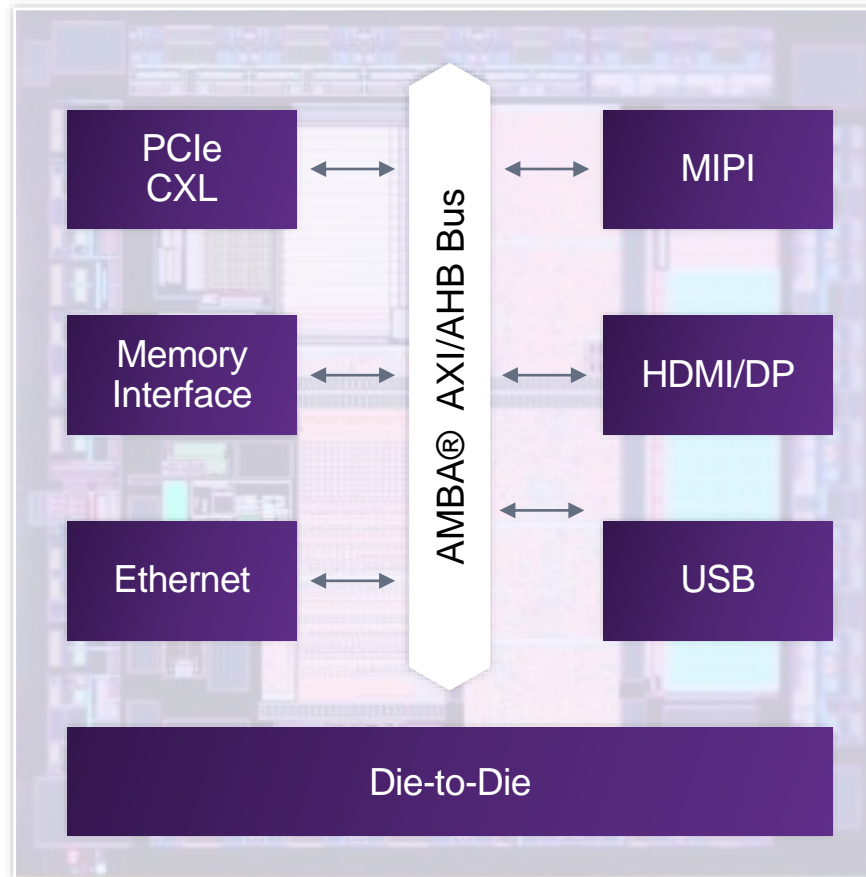 PCIe
CXL
MIPI
AMBA® AXI/AHB Bus
Memory
Interface
HDMI/DP
Ethernet
USB
Die-to-Die